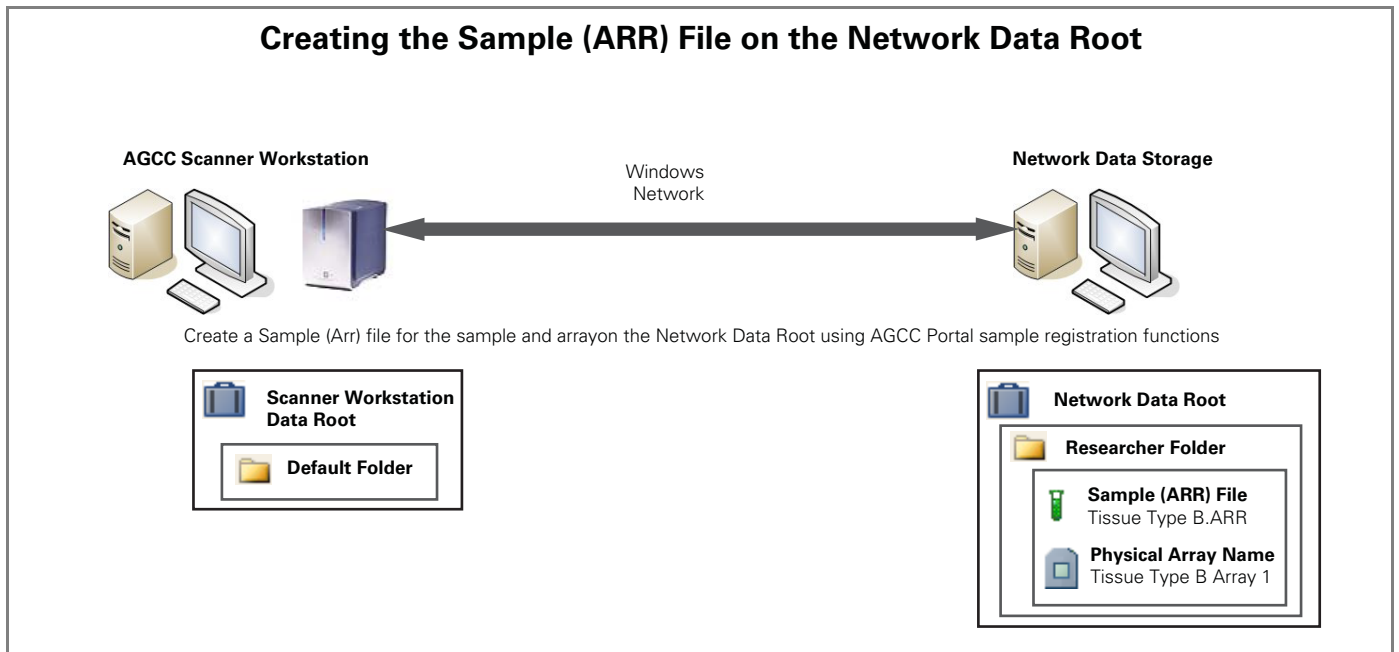 Creating the Sample (ARR) File on the Network Data Root
AGCC Scanner Workstation
Windows
Network
Network Data Storage
Create a Sample (Arr) file for the sample and arrayon the Network Data Root using AGCC Portal sample registration functions
Scanner Workstation
Data Root
Default Folder
Network Data Root
Researcher Folder
Sample (ARR) File
Tissue Type B.ARR
Physical Array Name
Tissue Type B Array 1